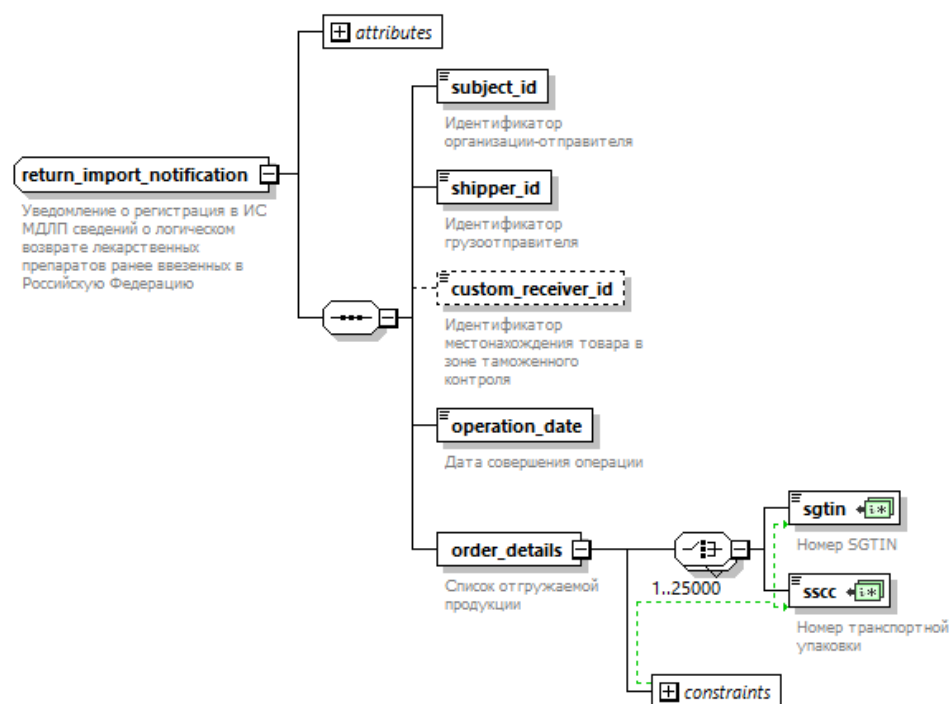 attributes
subject_id
Идентификатор
организации-отправителя
return_import_notification
Уведомление о регистрация в ИС
МДЛП сведений о логическом
возврате лекарственных
препаратов ранее ввезенных в
Российскую Федерацию
shipper_id
Идентификатор
грузоотправителя
custom_receiver_id
Идентификатор
местонахождения товара в
зоне таможенного
контроля
operation_date
Дата совершения операции
order_details
Список отгружаемой
продукции
1..25000
sgtin
Номер SGTIN
sscc
Номер транспортной
упаковки
constraints